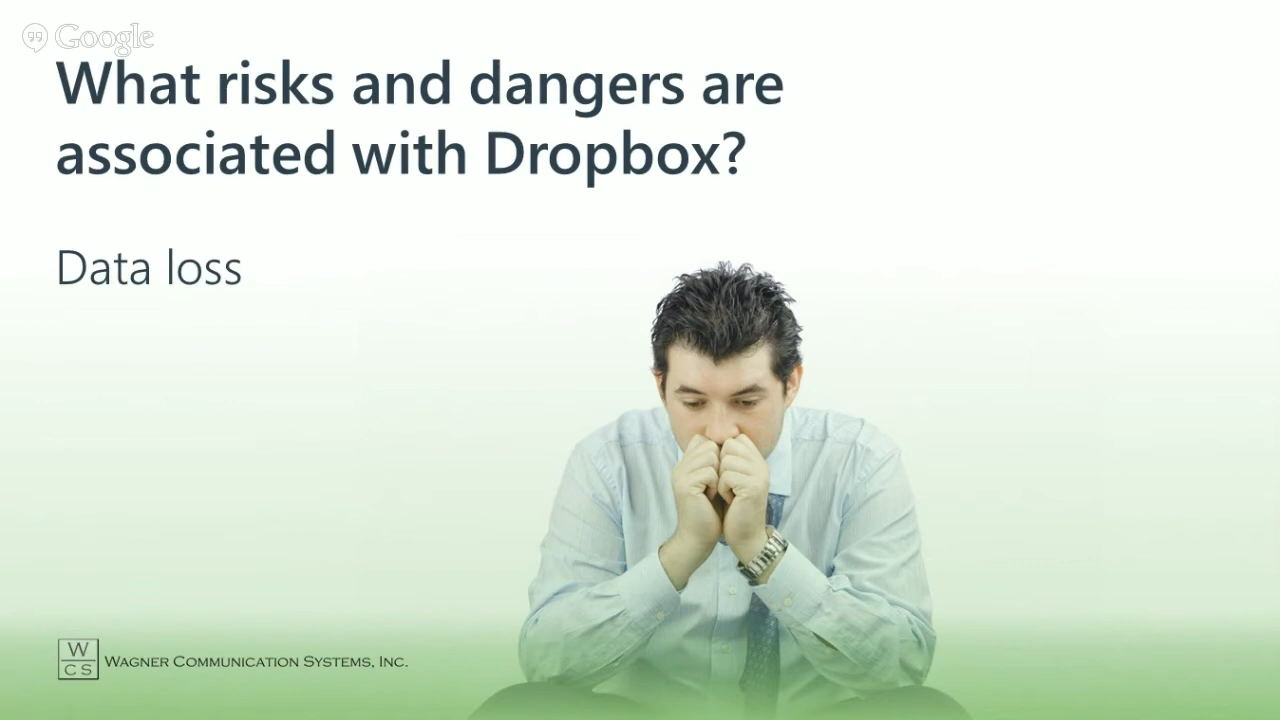 Google
What risks and dangers are
associated with Dropbox?
Data loss
W
CS
WAGNER COMMUNICATION SYSTEMS, INC.